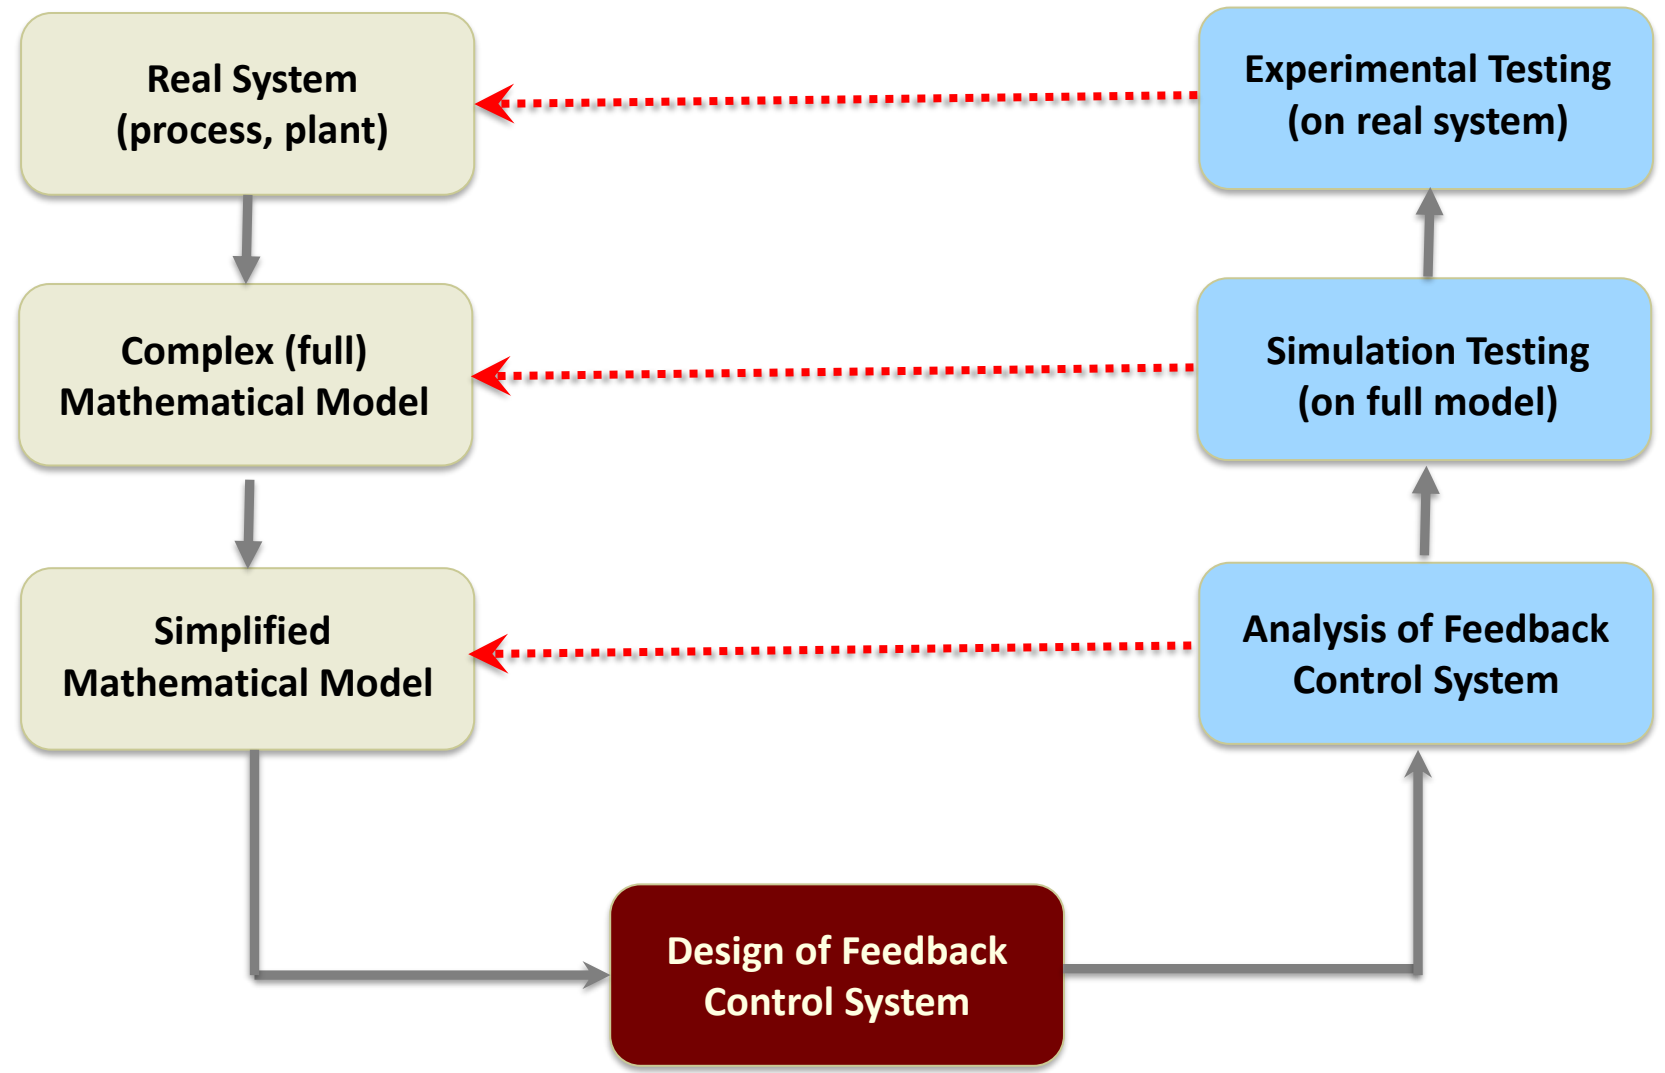 Real System
(process, plant)
Experimental Testing
(on real system)
Complex (full)
Mathematical Model
Simulation Testing
(on full model)
Simplified
Mathematical Model
Analysis of Feedback
Control System
Design of Feedback
Control System